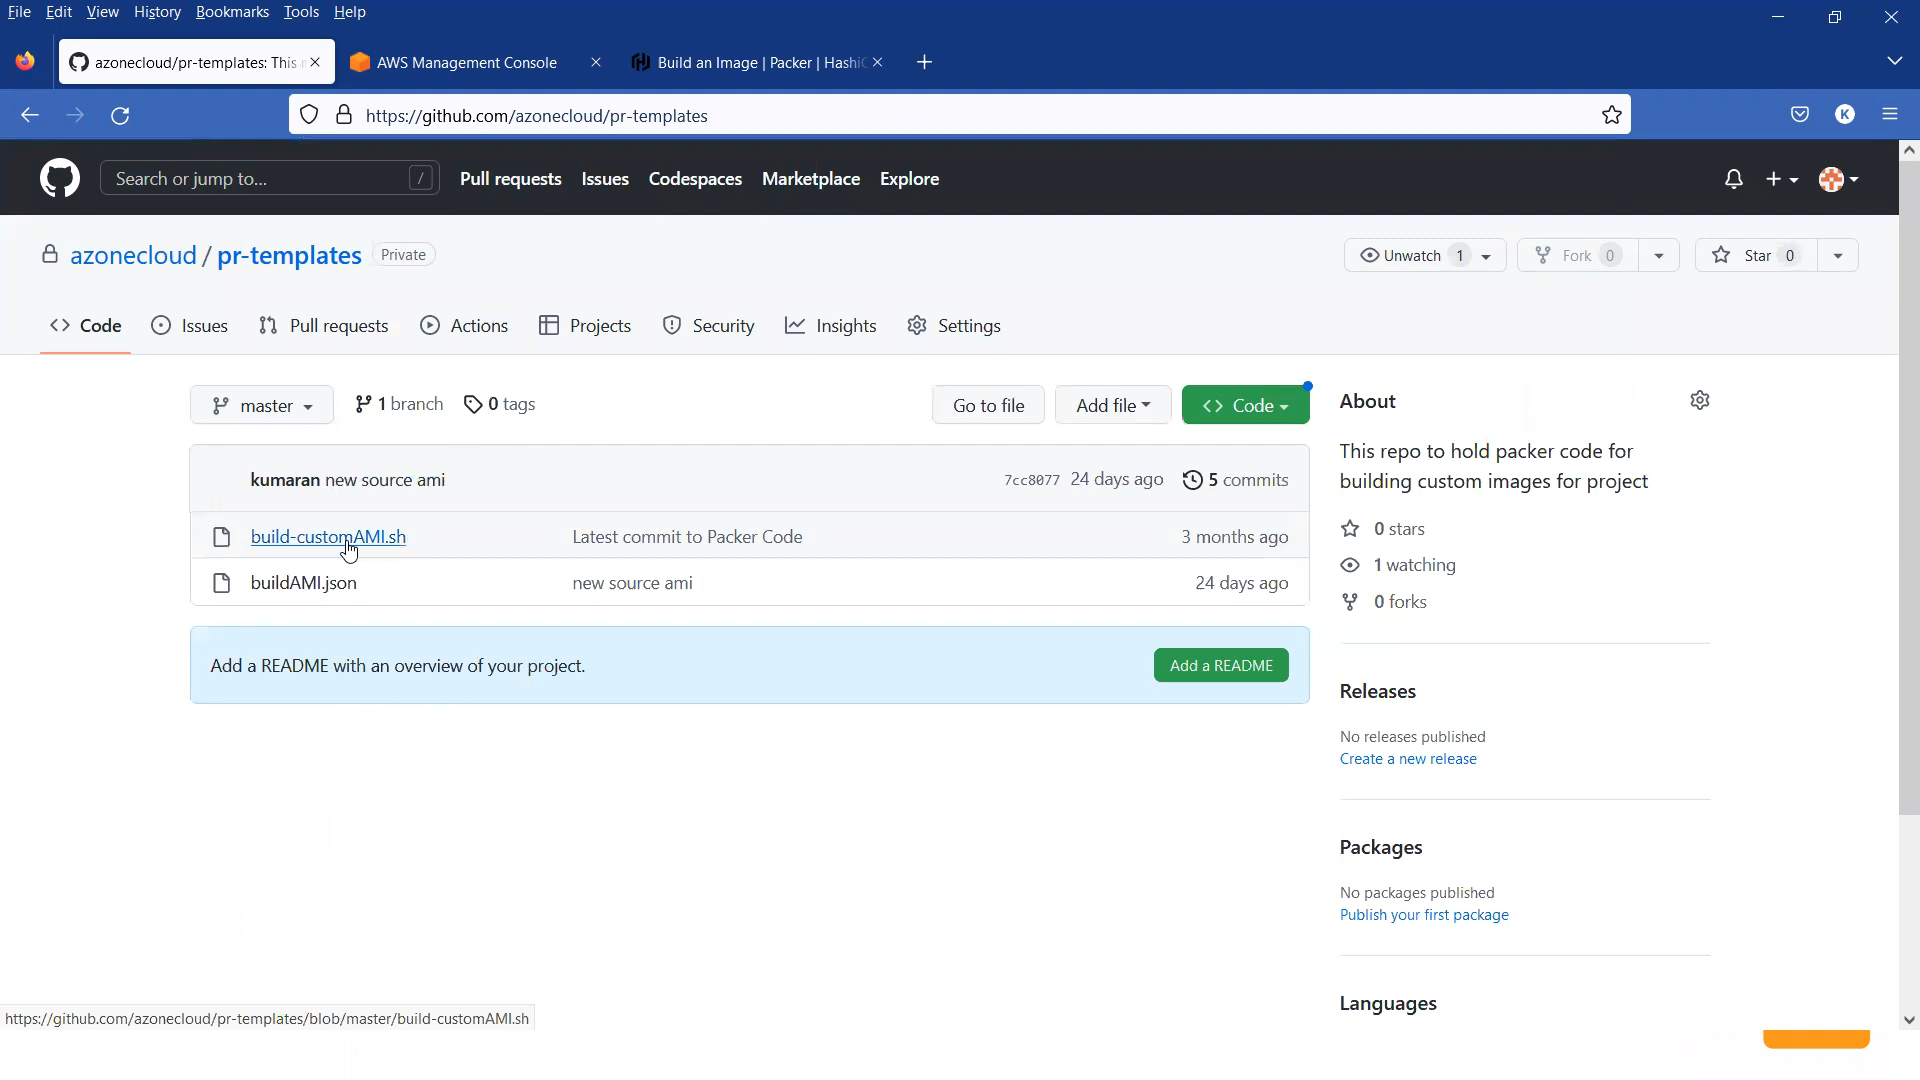 File Edit View History Bookmarks Tools Help
azonecloud/pr-templates: This
AWS Management Console
Build an Image | Packer | HashiC
https://github.com/azonecloud/pr-templates
K
Search or jump to... /
Pull requests Issues Codespaces Marketplace Explore
azonecloud / pr-templates Private
Unwatch 1 Fork 0 Star 0
Code Issues Pull requests Actions Projects Security Insights Settings
master 1 branch 0 tags Go to file Add file Code
kumaran new source ami 7cc8077 24 days ago 5 commits
build-customAMI.sh Latest commit to Packer Code 3 months ago
buildAMI.json new source ami 24 days ago
Add a README with an overview of your project. Add a README
About
This repo to hold packer code for
building custom images for project
0 stars
1 watching
0 forks
Releases
No releases published
Create a new release
Packages
No packages published
Publish your first package
Languages
https://github.com/azonecloud/pr-templates/blob/master/build-customAMI.sh